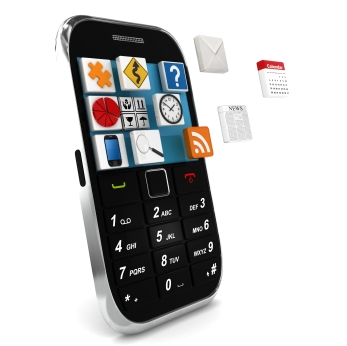 ?
Calendar
NEWS
1
2 ABC
DEF 3
4 GHI
5 JKL
MNO 6
7 PQRS
8 TUV
WXYZ 9
* +
0
#